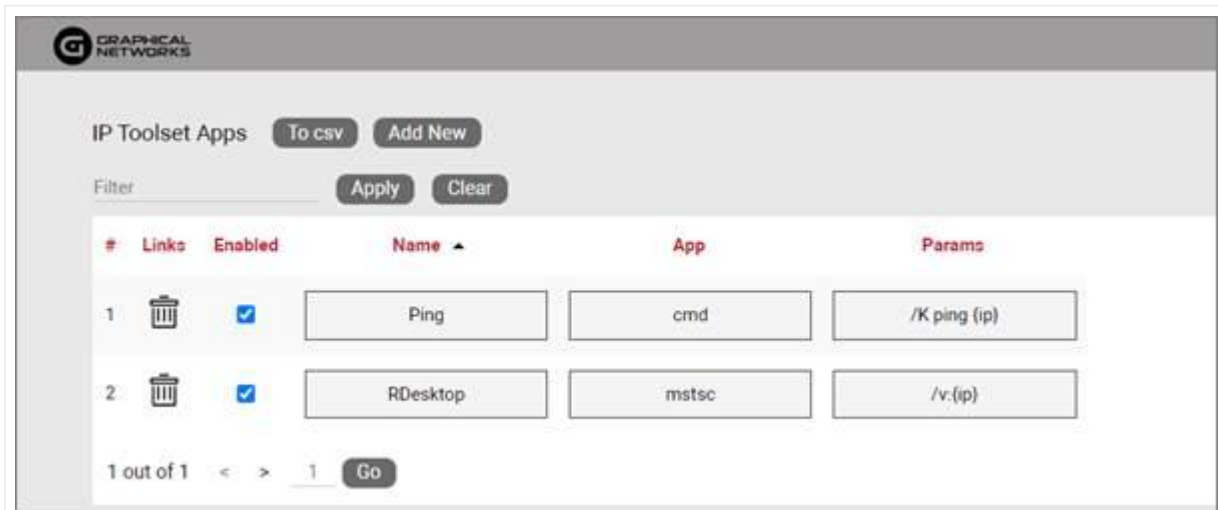 GRAPHICAL
NETWORKS
IP Toolset Apps To csv Add New
Filter Apply Clear
# Links Enabled Name ▲ App Params
1 Ping cmd /K ping {ip}
2 RDesktop mstsc /v:{ip}
1 out of 1 < > 1 Go